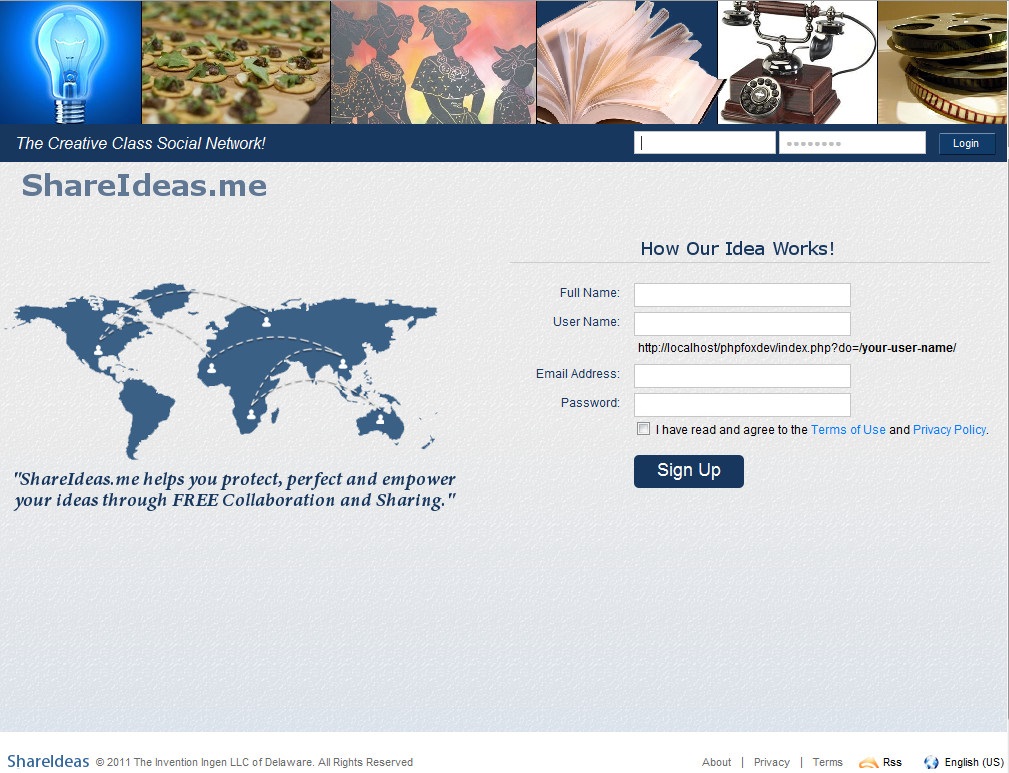 The Creative Class Social Network!
Login
ShareIdeas.me
How Our Idea Works!
Full Name:
User Name:
http://localhost/phpfoxdev/index.php?do=/your-user-name/
Email Address:
Password:
I have read and agree to the Terms of Use and Privacy Policy.
Sign Up
"ShareIdeas.me helps you protect, perfect and empower
your ideas through FREE Collaboration and Sharing."
ShareIdeas © 2011 The Invention Ingen LLC of Delaware. All Rights Reserved
About | Privacy | Terms Rss English (US)